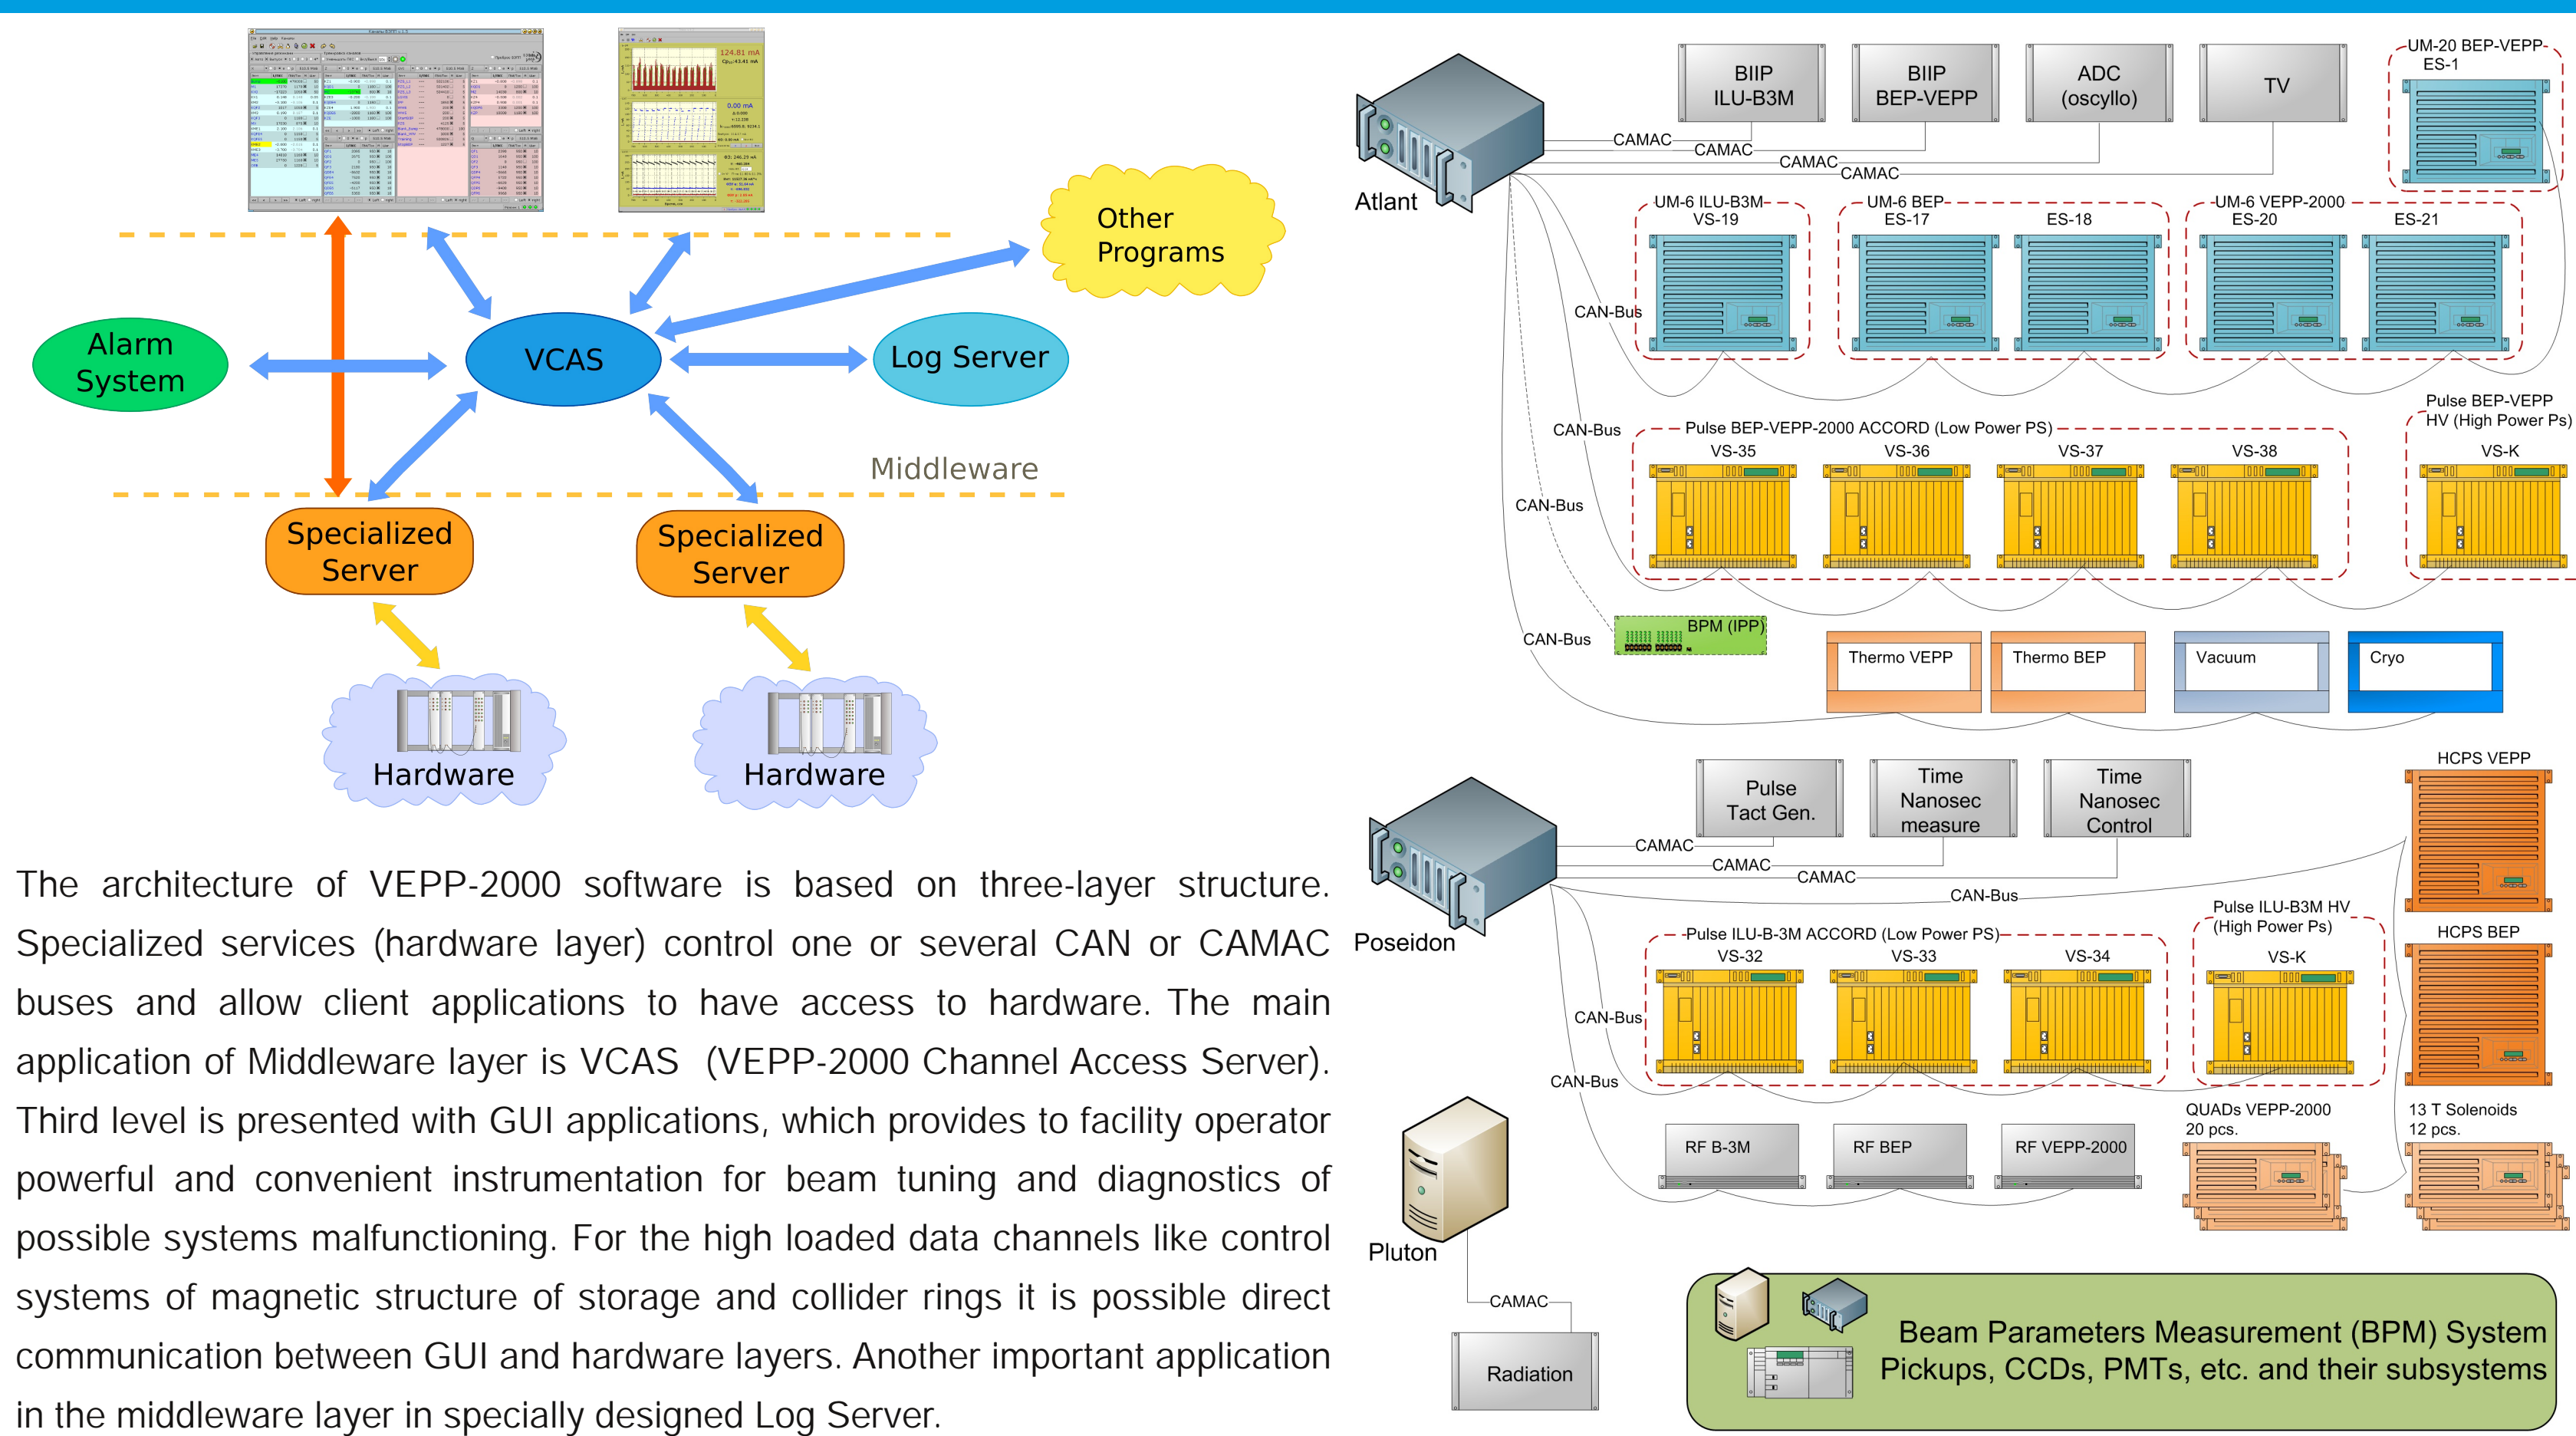 124.81 mA
0.00 mA
Other
Programs
Alarm
System
VCAS
Log Server
Middleware
Specialized
Server
Specialized
Server
Hardware
Hardware
The architecture of VEPP-2000 software is based on three-layer structure.
Specialized services (hardware layer) control one or several CAN or CAMAC
buses and allow client applications to have access to hardware. The main
application of Middleware layer is VCAS (VEPP-2000 Channel Access Server).
Third level is presented with GUI applications, which provides to facility operator
powerful and convenient instrumentation for beam tuning and diagnostics of
possible systems malfunctioning. For the high loaded data channels like control
systems of magnetic structure of storage and collider rings it is possible direct
communication between GUI and hardware layers. Another important application
in the middleware layer in specially designed Log Server.
Atlant
BIIP
ILU-B3M
BIIP
BEP-VEPP
ADC
(oscyllo)
TV
UM-20 BEP-VEPP
ES-1
CAMAC
CAMAC
CAMAC
CAMAC
UM-6 ILU-B3M
VS-19
UM-6 BEP
ES-17
ES-18
UM-6 VEPP-2000
ES-20
ES-21
CAN-Bus
Pulse BEP-VEPP
HV (High Power Ps)
VS-K
CAN-Bus
Pulse BEP-VEPP-2000 ACCORD (Low Power PS)
VS-35
VS-36
VS-37
VS-38
CAN-Bus
BPM (IPP)
CAN-Bus
Thermo VEPP
Thermo BEP
Vacuum
Cryo
Poseidon
Pulse
Tact Gen.
Time
Nanosec
measure
Time
Nanosec
Control
HCPS VEPP
CAMAC
CAMAC
CAMAC
CAN-Bus
Pulse ILU-B-3M ACCORD (Low Power PS)
VS-32
VS-33
VS-34
Pulse ILU-B3M HV
(High Power Ps)
VS-K
HCPS BEP
CAN-Bus
CAN-Bus
RF B-3M
RF BEP
RF VEPP-2000
QUADs VEPP-2000
20 pcs.
13 T Solenoids
12 pcs.
Pluton
CAMAC
Radiation
Beam Parameters Measurement (BPM) System
Pickups, CCDs, PMTs, etc. and their subsystems